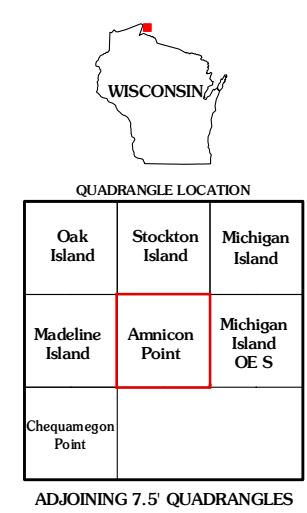 WISCONSIN
QUADRANGLE LOCATION
Oak
Island
Stockton
Island
Michigan
Island
Madeline
Island
Amnicon
Point
Michigan
Island
OE S
Chequamegon
Point
ADJOINING 7.5' QUADRANGLES